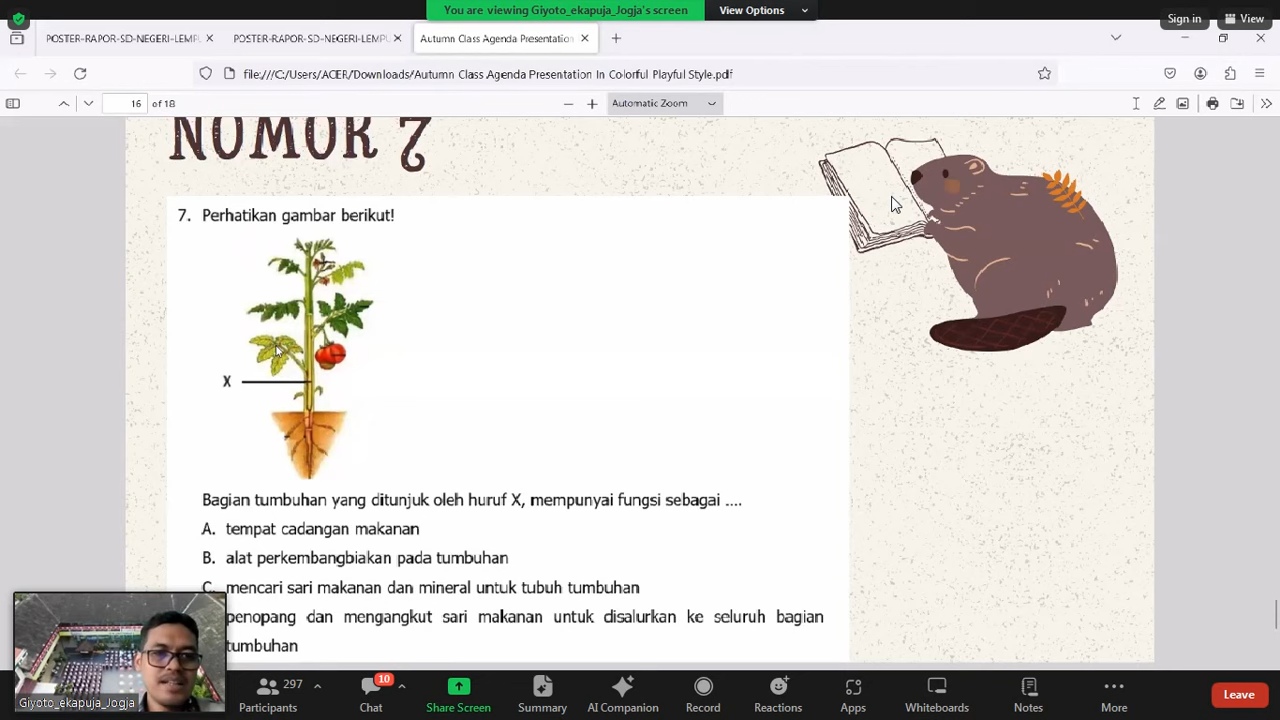 You are viewing Giyoto_ekapuja_Jogja's screen
View Options
Sign in
View
POSTER-RAPOR-SD-NEGERI-LEMPU
POSTER-RAPOR-SD-NEGERI-LEMPU
Autumn Class Agenda Presentation
file:///C:/Users/ACER/Downloads/Autumn Class Agenda Presentation In Colorful Playful Style.pdf
16 of 18
Automatic Zoom
NOMOR 7
7. Perhatikan gambar berikut!
X
Bagian tumbuhan yang ditunjuk oleh huruf X, mempunyai fungsi sebagai ....
A. tempat cadangan makanan
B. alat perkembangbiakan pada tumbuhan
C. mencari sari makanan dan mineral untuk tubuh tumbuhan
penopang dan mengangkut sari makanan untuk disalurkan ke seluruh bagian
tumbuhan
Giyoto_ekapuja_Jogja
297
10
Participants
Chat
Share Screen
Summary
AI Companion
Record
Reactions
Apps
Whiteboards
Notes
More
Leave